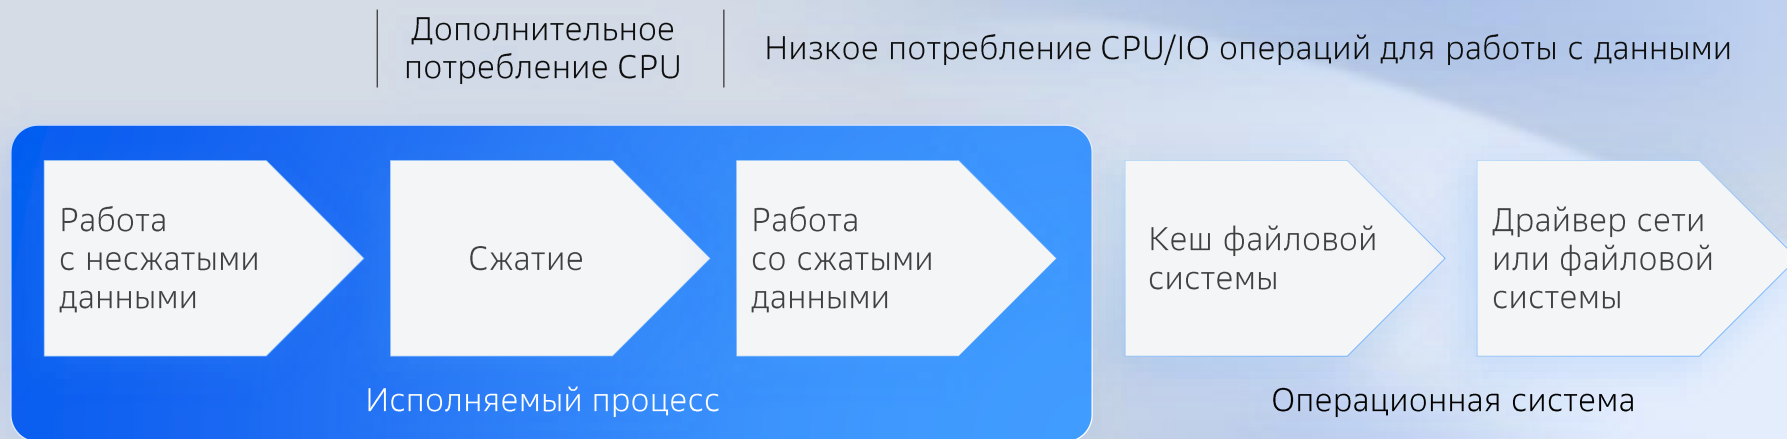 Дополнительное
потребление CPU
Низкое потребление CPU/IO операций для работы с данными
Работа
с несжатыми
данными
Сжатие
Работа
со сжатыми
данными
Кеш файловой
системы
Драйвер сети
или файловой
системы
Исполняемый процесс
Операционная система